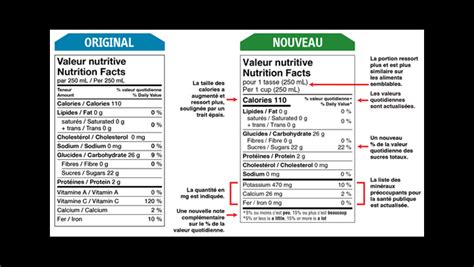 ORIGINAL
Valeur nutritive
Nutrition Facts
par 250 mL / Per 250 mL
Teneur % valeur quotidienne
Amount % Daily Value
Calories / Calories 110
Lipides / Fat 0 g 0 %
saturés / Saturated 0 g
+ trans / Trans 0 g 0 %
Cholestérol / Cholesterol 0 mg
Sodium / Sodium 0 mg 0 %
Glucides / Carbohydrate 26 g 9 %
Fibres / Fibre 0 g 0 %
Sucres / Sugars 22 g
Protéines / Protein 2 g
Vitamine A / Vitamin A 0 %
Vitamine C / Vitamin C 120 %
Calcium / Calcium 2 %
Fer / Iron 0 %
La taille des
calories a
augmenté et
ressort plus,
soulignée par un
trait épais.
La quantité en
mg est indiquée.
Une nouvelle note
complémentaire
sur le % de la
valeur quotidienne.
NOUVEAU
Valeur nutritive
Nutrition Facts
pour 1 tasse (250 mL)
Per 1 cup (250 mL)
Calories 110
% valeur quotidienne*
% Daily Value*
Lipides / Fat 0 g 0 %
saturés / Saturated 0 g
+ trans / Trans 0 g 0 %
Glucides / Carbohydrate 26 g
Fibres / Fibre 0 g 0 %
Sucres / Sugars 22 g 22 %
Protéines / Protein 2 g
Cholestérol / Cholesterol 0 mg
Sodium / Sodium 0 mg 0 %
Potassium 470 mg 10 %
Calcium 26 mg 2 %
Fer / Iron 0 mg 0 %
*5% ou moins c'est peu, 15% ou plus c'est beaucoup
*5% or less is a little, 15% or more is a lot
La portion ressort
plus et est plus
similaire sur les
aliments
semblables.
Les valeurs
quotidiennes
sont actualisées.
Un nouveau
% de la valeur
quotidienne des
sucres totaux.
La liste des
minéraux
préoccupants pour
la santé publique
est actualisée.